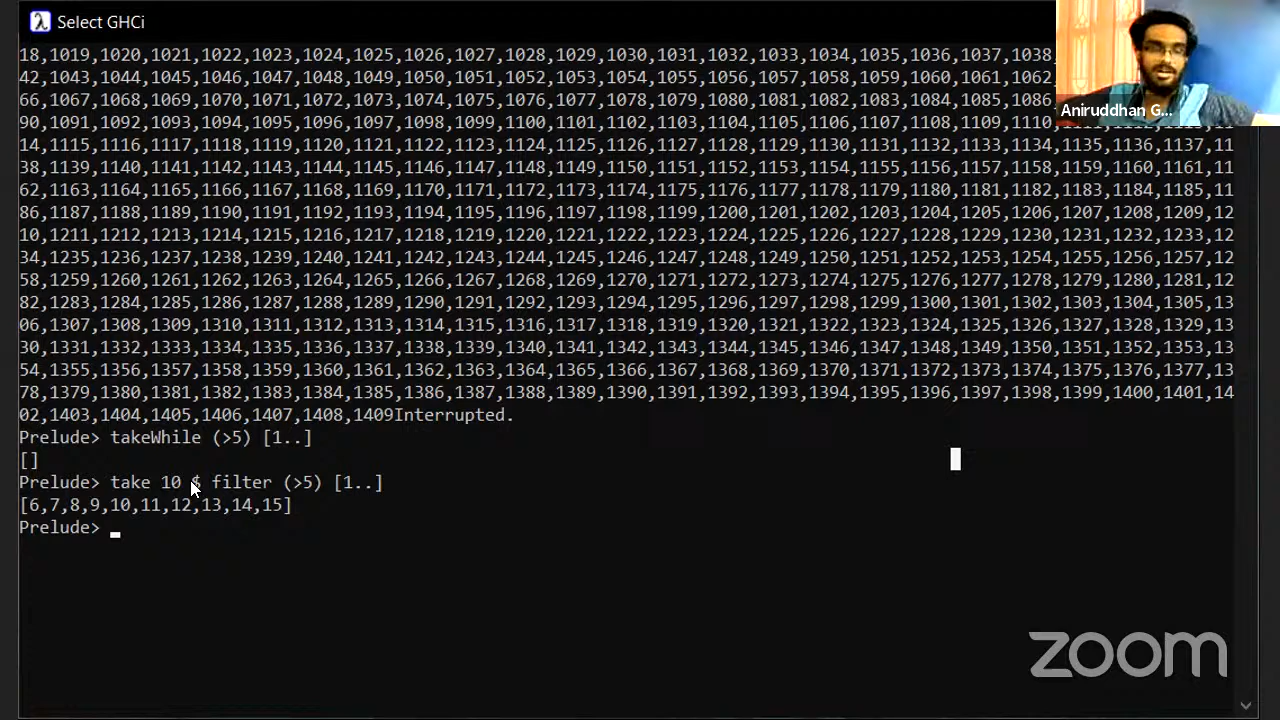 Select GHCi
18,1019,1020,1021,1022,1023,1024,1025,1026,1027,1028,1029,1030,1031,1032,1033,1034,1035,1036,1037,1038
Aniruddhan G...
42,1043,1044,1045,1046,1047,1048,1049,1050,1051,1052,1053,1054,1055,1056,1057,1058,1059,1060,1061,1062
66,1067,1068,1069,1070,1071,1072,1073,1074,1075,1076,1077,1078,1079,1080,1081,1082,1083,1084,1085,1086
90,1091,1092,1093,1094,1095,1096,1097,1098,1099,1100,1101,1102,1103,1104,1105,1106,1107,1108,1109,1110
14,1115,1116,1117,1118,1119,1120,1121,1122,1123,1124,1125,1126,1127,1128,1129,1130,1131,1132,1133,1134,1135,1136,1137,11
38,1139,1140,1141,1142,1143,1144,1145,1146,1147,1148,1149,1150,1151,1152,1153,1154,1155,1156,1157,1158,1159,1160,1161,11
62,1163,1164,1165,1166,1167,1168,1169,1170,1171,1172,1173,1174,1175,1176,1177,1178,1179,1180,1181,1182,1183,1184,1185,11
86,1187,1188,1189,1190,1191,1192,1193,1194,1195,1196,1197,1198,1199,1200,1201,1202,1203,1204,1205,1206,1207,1208,1209,12
10,1211,1212,1213,1214,1215,1216,1217,1218,1219,1220,1221,1222,1223,1224,1225,1226,1227,1228,1229,1230,1231,1232,1233,12
34,1235,1236,1237,1238,1239,1240,1241,1242,1243,1244,1245,1246,1247,1248,1249,1250,1251,1252,1253,1254,1255,1256,1257,12
58,1259,1260,1261,1262,1263,1264,1265,1266,1267,1268,1269,1270,1271,1272,1273,1274,1275,1276,1277,1278,1279,1280,1281,12
82,1283,1284,1285,1286,1287,1288,1289,1290,1291,1292,1293,1294,1295,1296,1297,1298,1299,1300,1301,1302,1303,1304,1305,13
06,1307,1308,1309,1310,1311,1312,1313,1314,1315,1316,1317,1318,1319,1320,1321,1322,1323,1324,1325,1326,1327,1328,1329,13
30,1331,1332,1333,1334,1335,1336,1337,1338,1339,1340,1341,1342,1343,1344,1345,1346,1347,1348,1349,1350,1351,1352,1353,13
54,1355,1356,1357,1358,1359,1360,1361,1362,1363,1364,1365,1366,1367,1368,1369,1370,1371,1372,1373,1374,1375,1376,1377,13
78,1379,1380,1381,1382,1383,1384,1385,1386,1387,1388,1389,1390,1391,1392,1393,1394,1395,1396,1397,1398,1399,1400,1401,14
02,1403,1404,1405,1406,1407,1408,1409Interrupted.
Prelude> takeWhile (>5) [1..]
[]
Prelude> take 10 $ filter (>5) [1..]
[6,7,8,9,10,11,12,13,14,15]
Prelude>
zoom